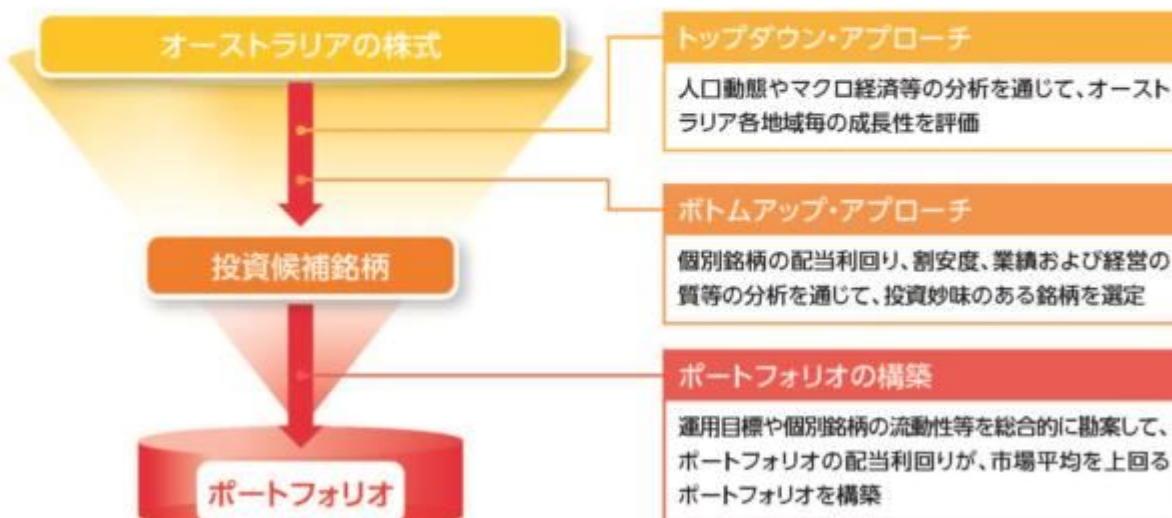 オーストラリアの株式
トップダウン・アプローチ
人口動態やマクロ経済等の分析を通じて、オースト
ラリア各地域毎の成長性を評価
ボトムアップ・アプローチ
投資候補銘柄
個別銘柄の配当利回り、割安度、業績および経営の
質等の分析を通じて、投資妙味のある銘柄を選定
ポートフォリオの構築
運用目標や個別銘柄の流動性等を総合的に勘案して、
ポートフォリオの配当利回りが、市場平均を上回る
ポートフォリオを構築
ポートフォリオ